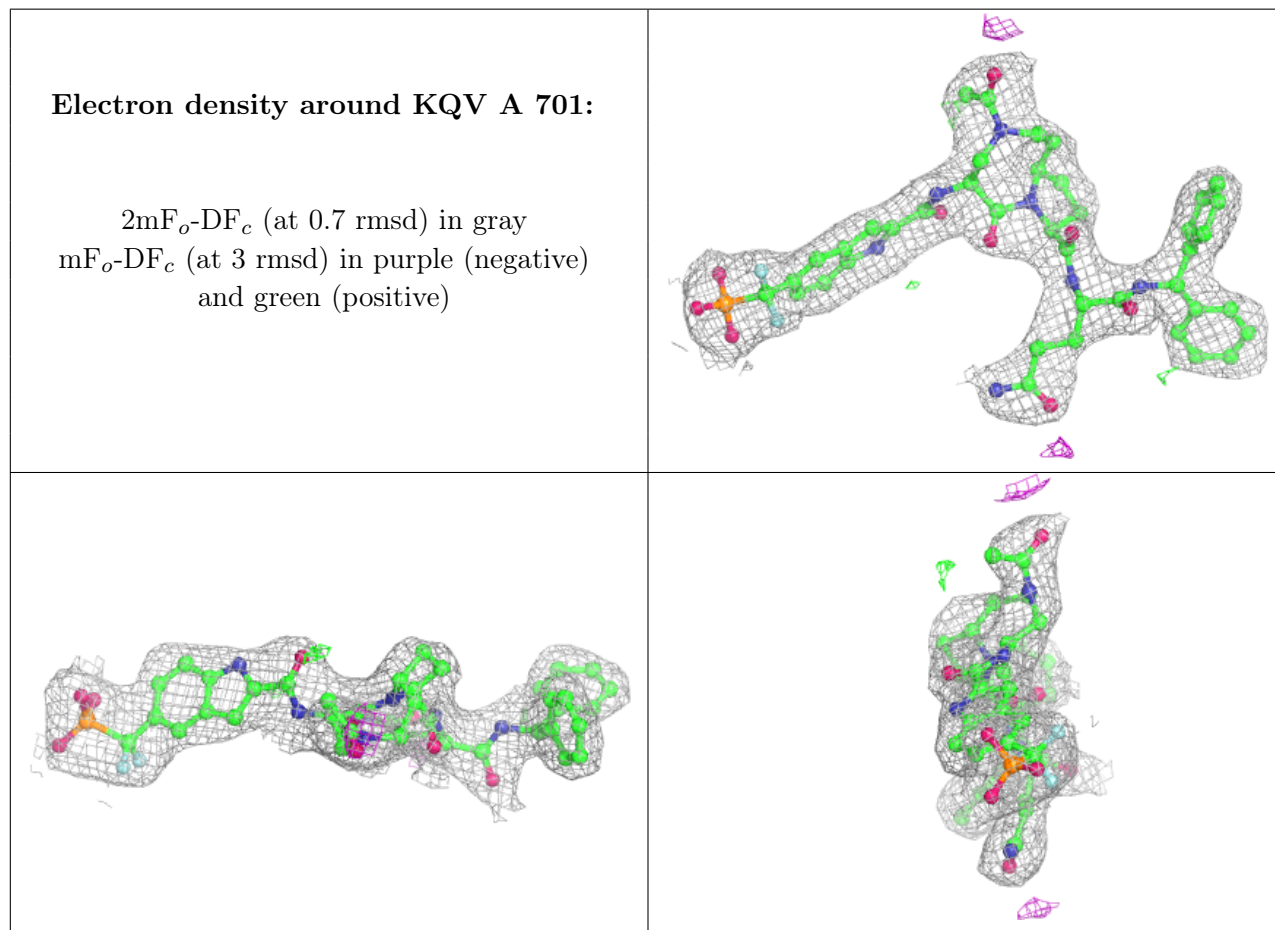 Electron density around KQV A 701:
2mFo-DFc (at 0.7 rmsd) in gray
mFo-DFc (at 3 rmsd) in purple (negative)
and green (positive)